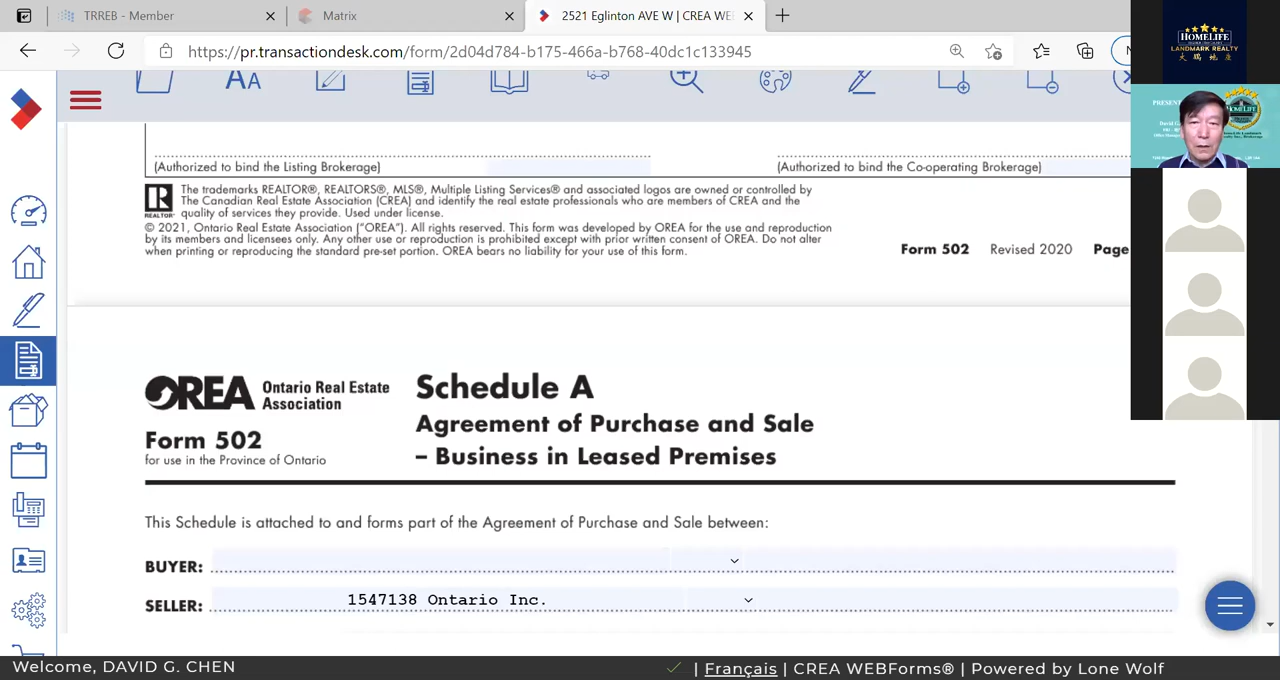 TRREB - Member
Matrix
2521 Eglinton AVE W | CREA WE
https://pr.transactiondesk.com/form/2d04d784-b175-466a-b768-40dc1c133945
HOMELIFE
LANDMARK REALTY
大鵬地產
(Authorized to bind the Listing Brokerage)
(Authorized to bind the Co-operating Brokerage)
The trademarks REALTOR®, REALTORS®, MLS®, Multiple Listing Services® and associated logos are owned or controlled by
The Canadian Real Estate Association (CREA) and identify the real estate professionals who are members of CREA and the
quality of services they provide. Used under license.
REALTOR
© 2021, Ontario Real Estate Association ("OREA"). All rights reserved. This form was developed by OREA for the use and reproduction
by its members and licensees only. Any other use or reproduction is prohibited except with prior written consent of OREA. Do not alter
when printing or reproducing the standard pre-set portion. OREA bears no liability for your use of this form.
Form 502 Revised 2020 Page
OREA Ontario Real Estate
Association
Form 502
for use in the Province of Ontario
Schedule A
Agreement of Purchase and Sale
– Business in Leased Premises
This Schedule is attached to and forms part of the Agreement of Purchase and Sale between:
BUYER:
SELLER: 1547138 Ontario Inc.
Welcome, DAVID G. CHEN
| Français | CREA WEBForms® | Powered by Lone Wolf